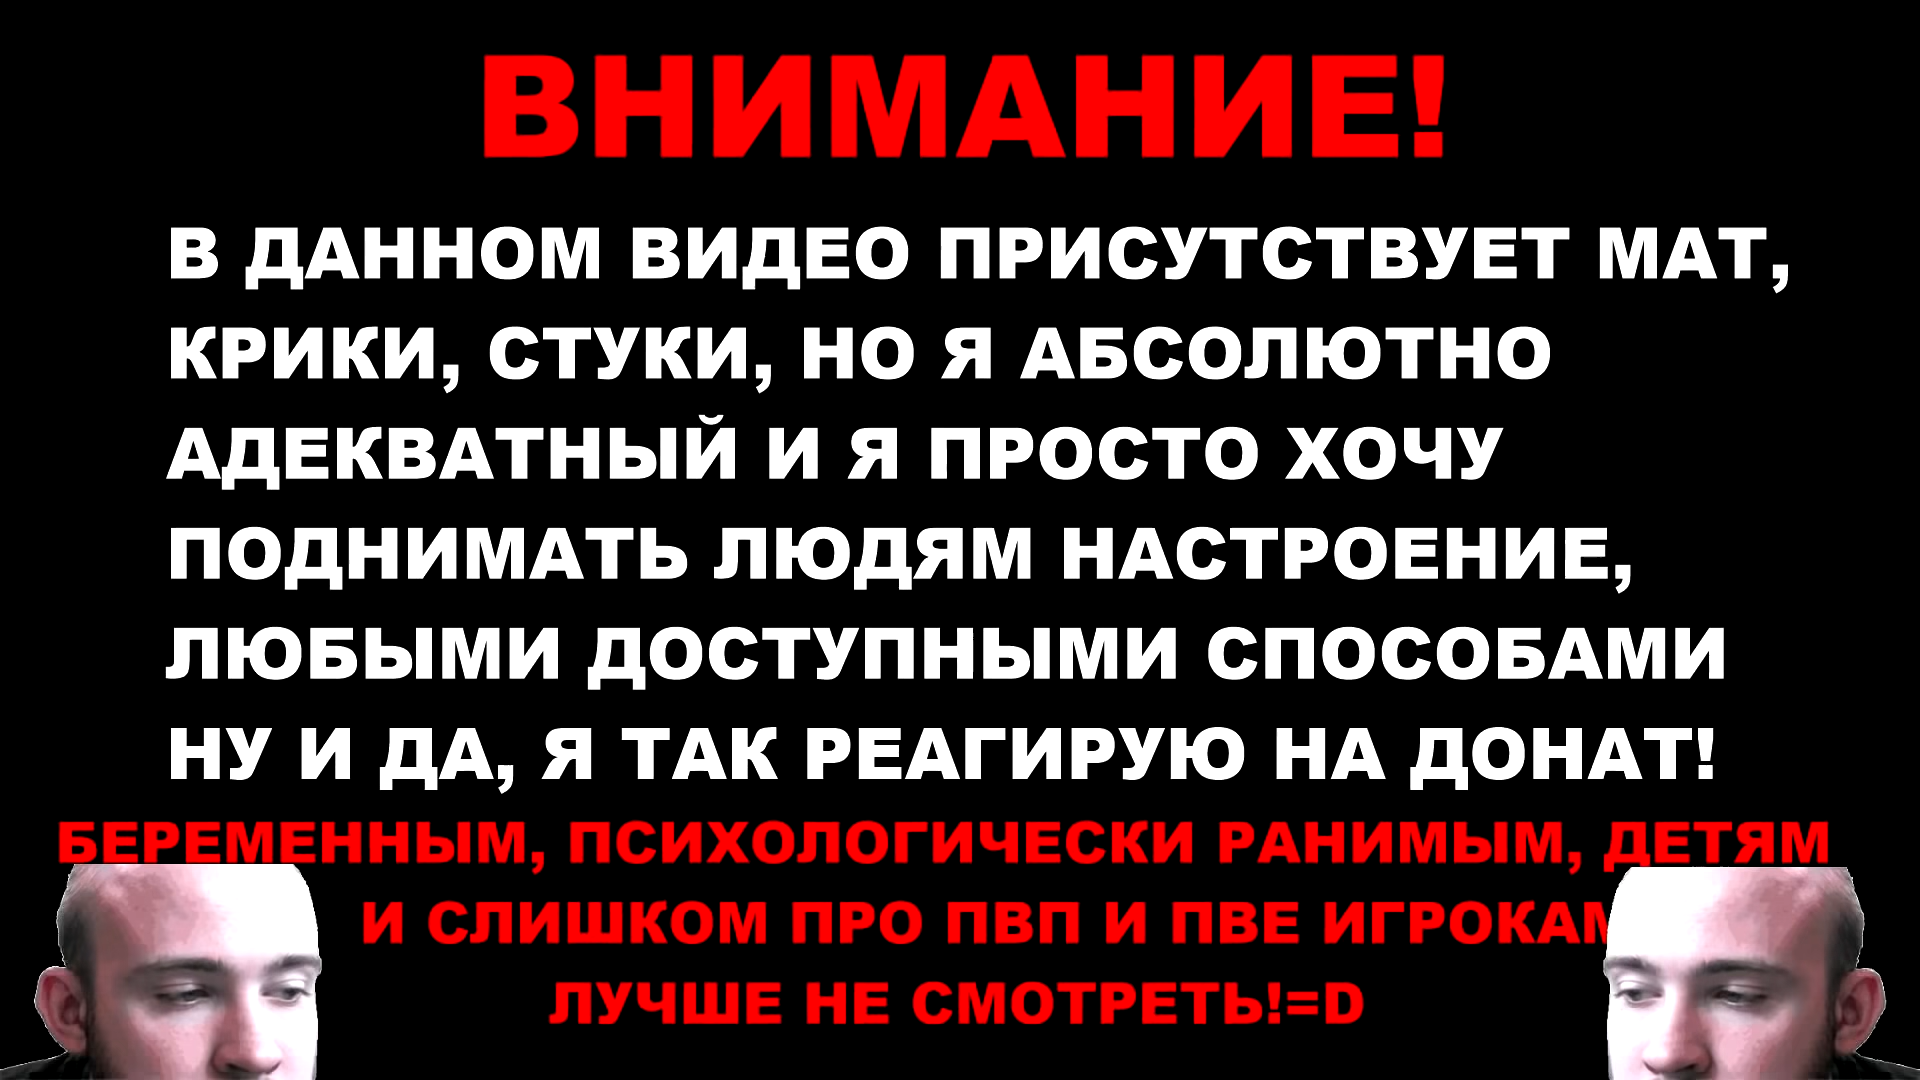 ВНИМАНИЕ!
В ДАННОМ ВИДЕО ПРИСУТСТВУЕТ МАТ,
КРИКИ, СТУКИ, НО Я АБСОЛЮТНО
АДЕКВАТНЫЙ И Я ПРОСТО ХОЧУ
ПОДНИМАТЬ ЛЮДЯМ НАСТРОЕНИЕ,
ЛЮБЫМИ ДОСТУПНЫМИ СПОСОБАМИ
НУ И ДА, Я ТАК РЕАГИРУЮ НА ДОНАТ!
БЕРЕМЕННЫМ, ПСИХОЛОГИЧЕСКИ РАНИМЫМ, ДЕТЯМ
И СЛИШКОМ ПРО ПВП И ПВЕ ИГРОКАМ
ЛУЧШЕ НЕ СМОТРЕТЬ!=D